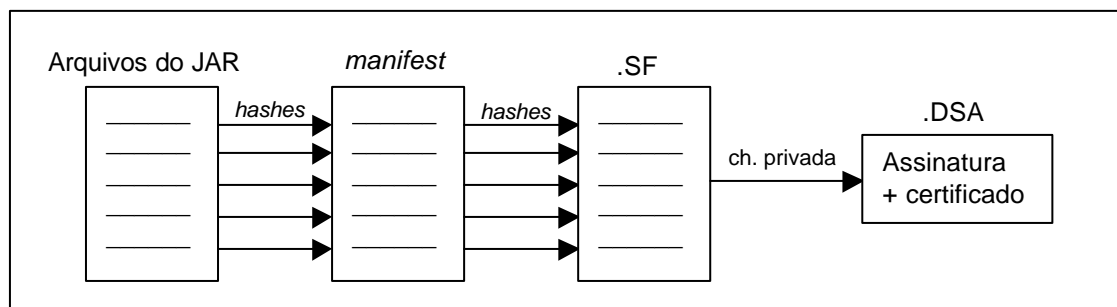 Arquivos do JAR
manifest
.SF
hashes
hashes
.DSA
ch. privada
Assinatura
+ certificado